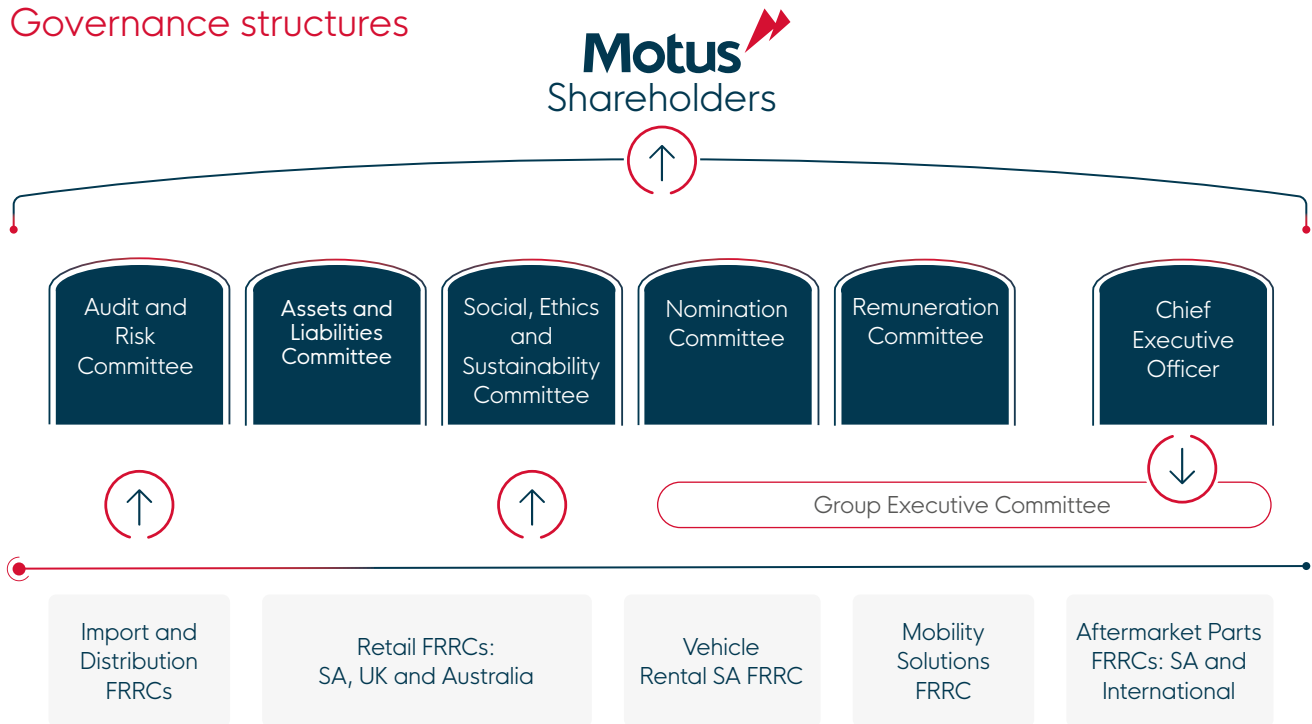 Governance structures
Motus
Shareholders
Audit and
Risk
Committee
Assets and
Liabilities
Committee
Social, Ethics
and
Sustainability
Committee
Nomination
Committee
Remuneration
Committee
Chief
Executive
Officer
Group Executive Committee
Import and
Distribution
FRRCs
Retail FRRCs:
SA, UK and Australia
Vehicle
Rental SA FRRC
Mobility
Solutions
FRRC
Aftermarket Parts
FRRCs: SA and
International